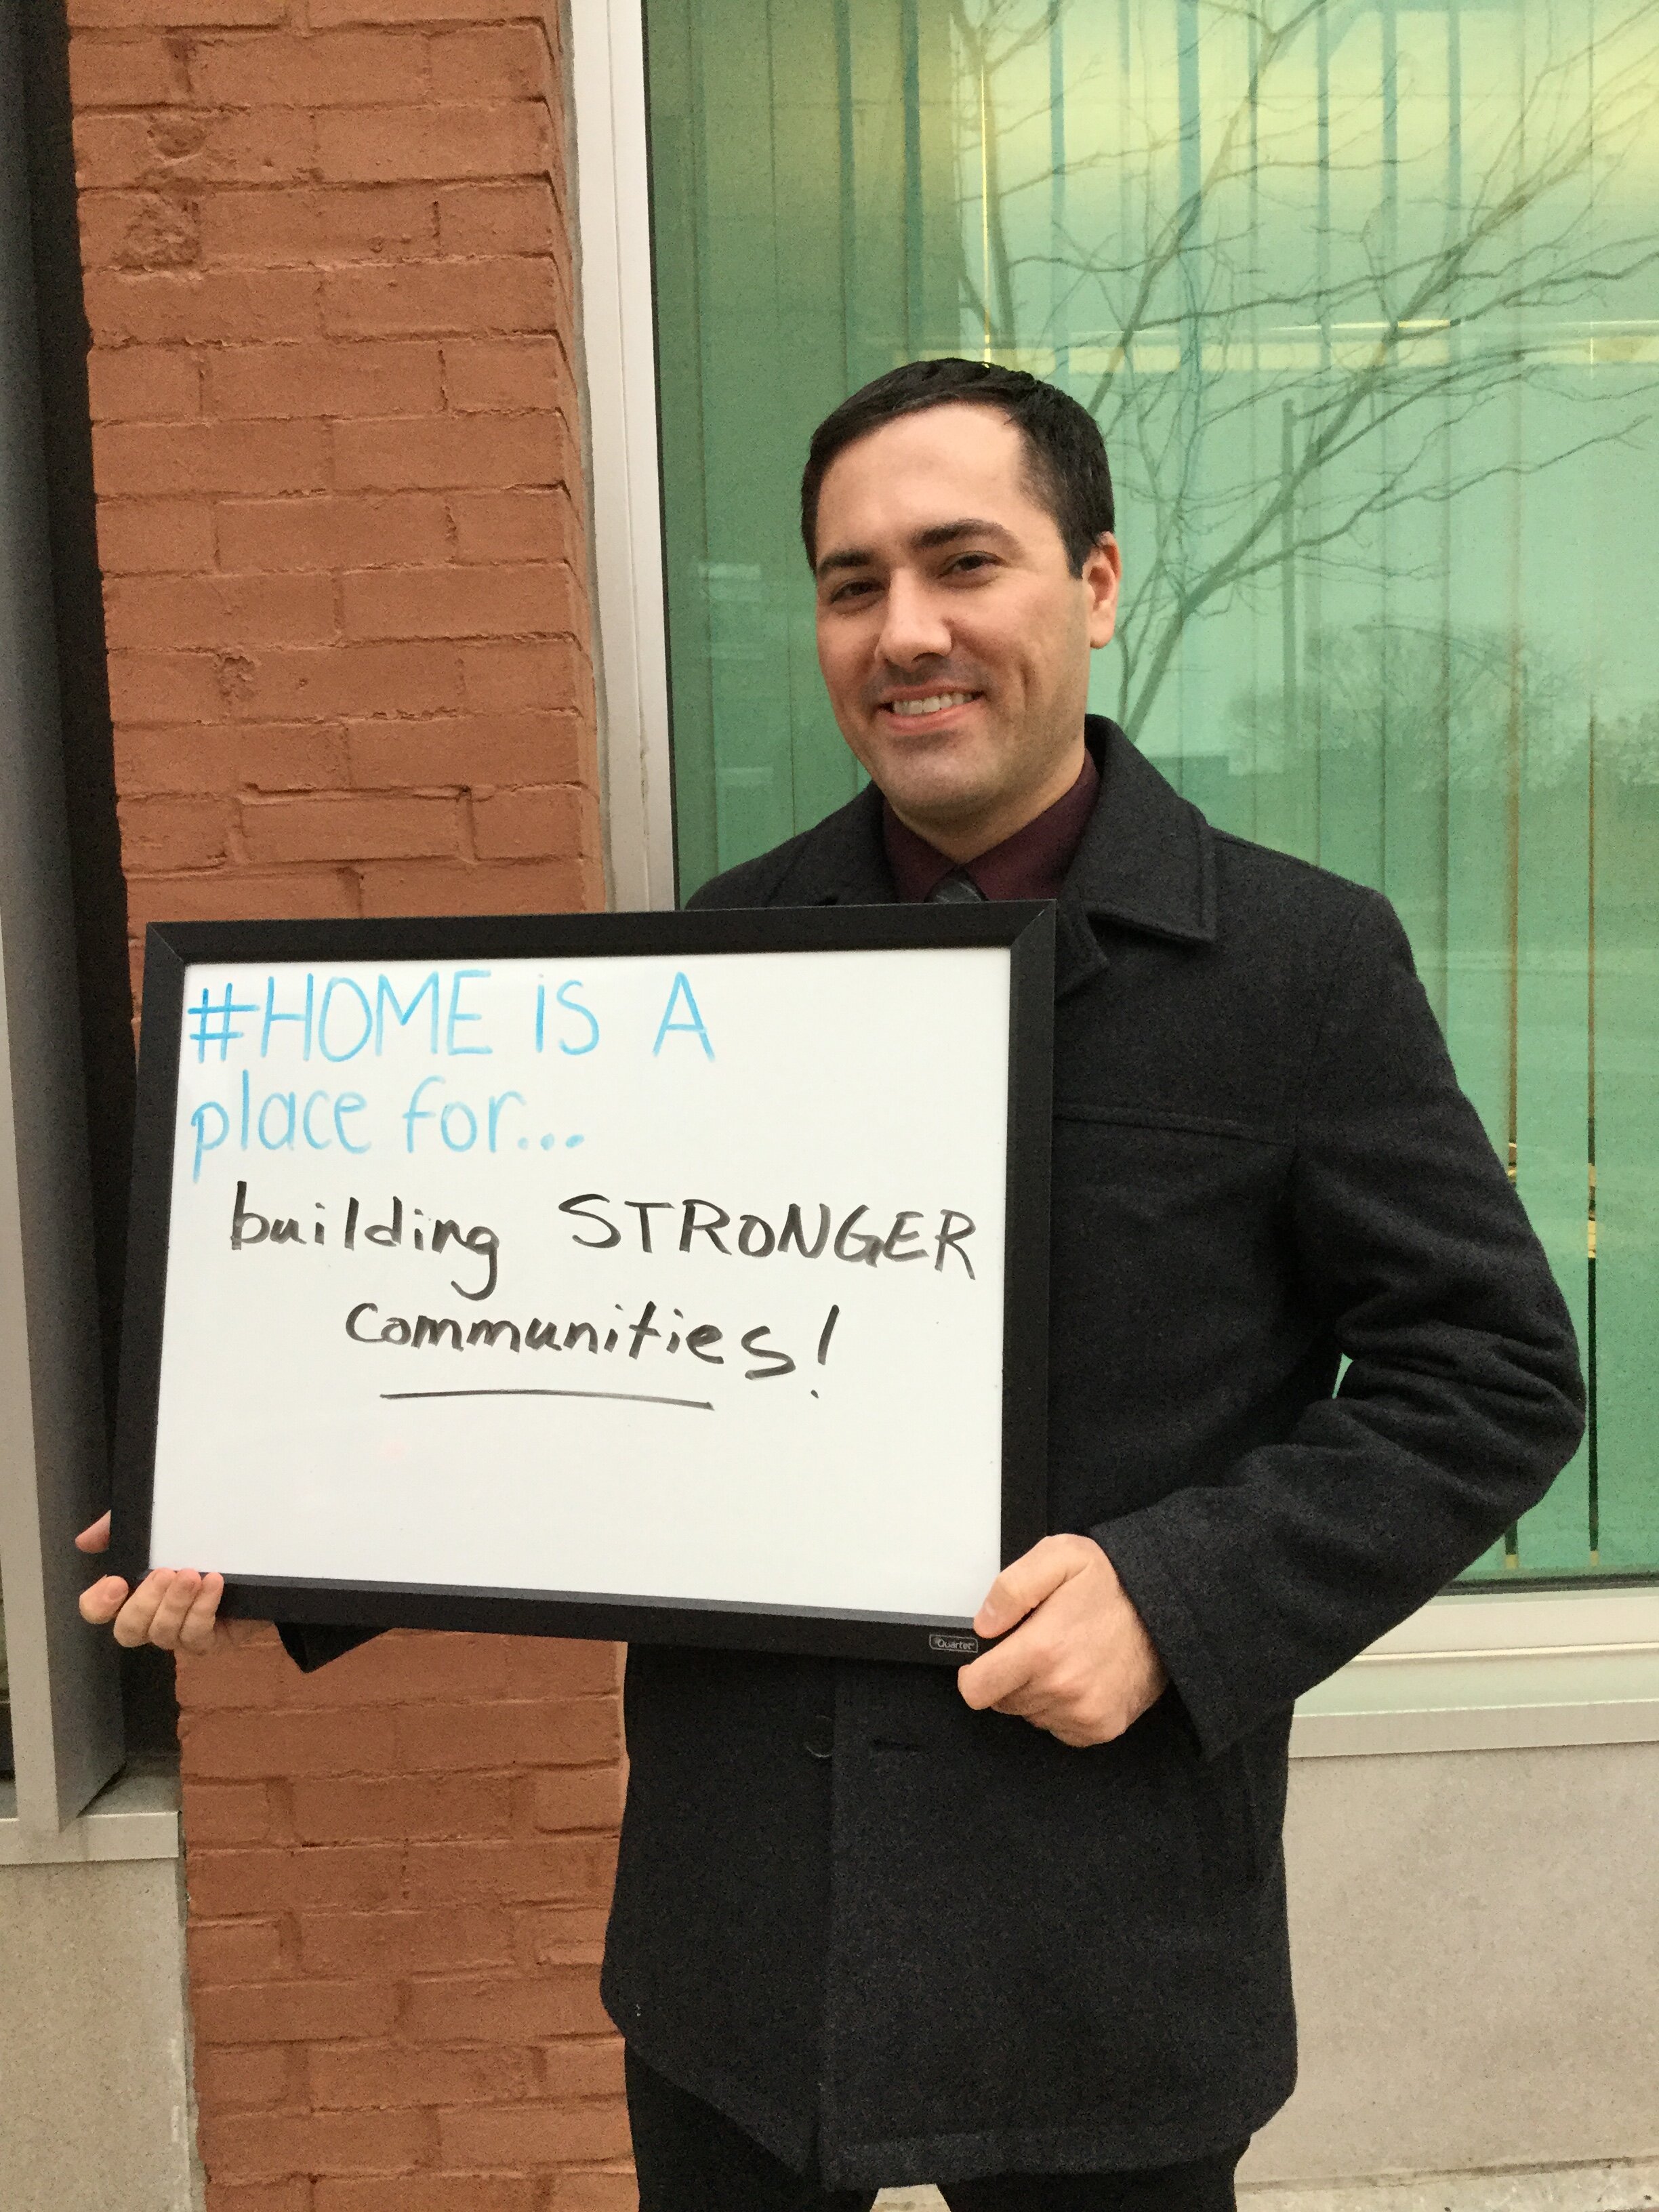 #HOME iS A
place for...
building STRONGER
communities!
Quartet